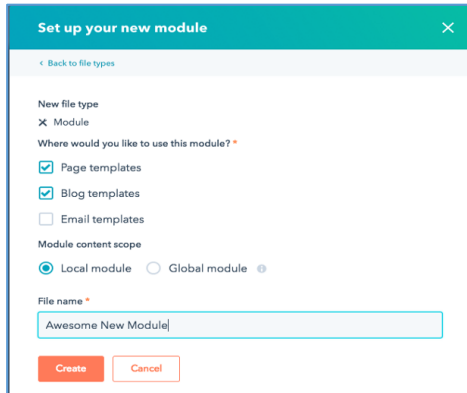 Set up your new module
< Back to file types
New file type
Module
Where would you like to use this module? *
Page templates
Blog templates
Email templates
Module content scope
Local module Global module
File name *
Awesome New Module
Create Cancel